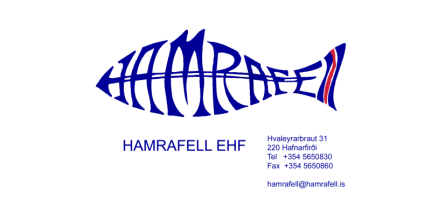 HAMRAFELL
HAMRAFELL EHF
Hvaleyrarbraut 31
220 Hafnarfirði
Tel +354 5650830
Fax +354 5650860
hamrafell@hamrafell.is